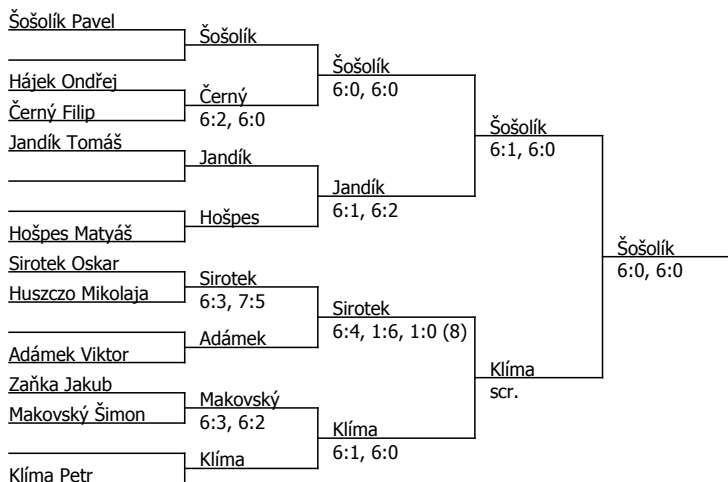 Šošolík Pavel
Hájek Ondřej
Černý Filip
Jandík Tomáš
Hošpes Matyáš
Sirotek Oskar
Huszczo Mikolaja
Adámek Viktor
Zaňka Jakub
Makovský Šimon
Klíma Petr
Šošolík
Černý
6:2, 6:0
Jandík
Hošpes
Sirotek
6:3, 7:5
Adámek
Makovský
6:3, 6:2
Klíma
Šošolík
6:0, 6:0
Jandík
6:1, 6:2
Sirotek
6:4, 1:6, 1:0 (8)
Klíma
6:1, 6:0
Šošolík
6:1, 6:0
Klíma
scr.
Šošolík
6:0, 6:0